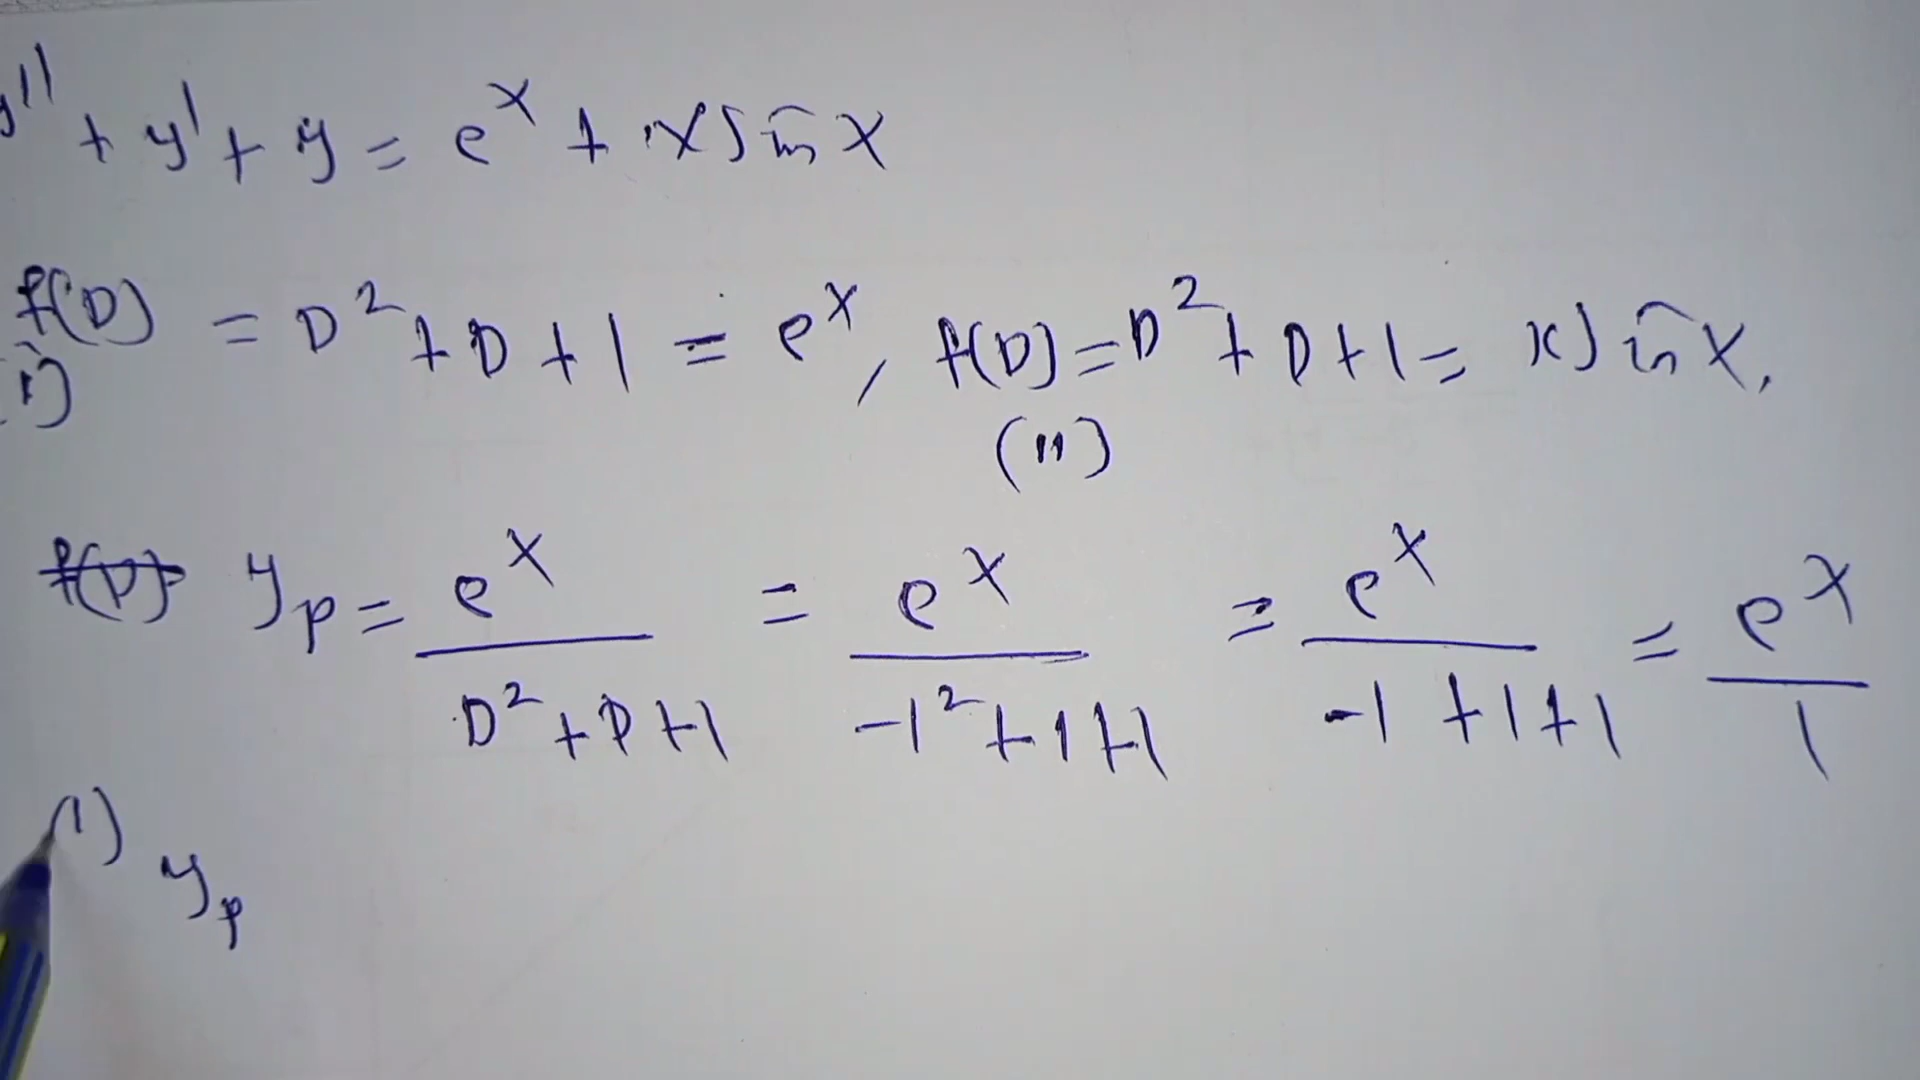 y'' + y' + y = e^x + x sin x
f(D) = D^2 + D + 1 = e^x, f(D) = D^2 + D + 1 = x sin x,
i) (11)
f(D) y_p = e^x / D^2 + D + 1 = e^x / -1^2 + 1 + 1 = e^x / -1 + 1 + 1 = e^x / 1
(1) y_p